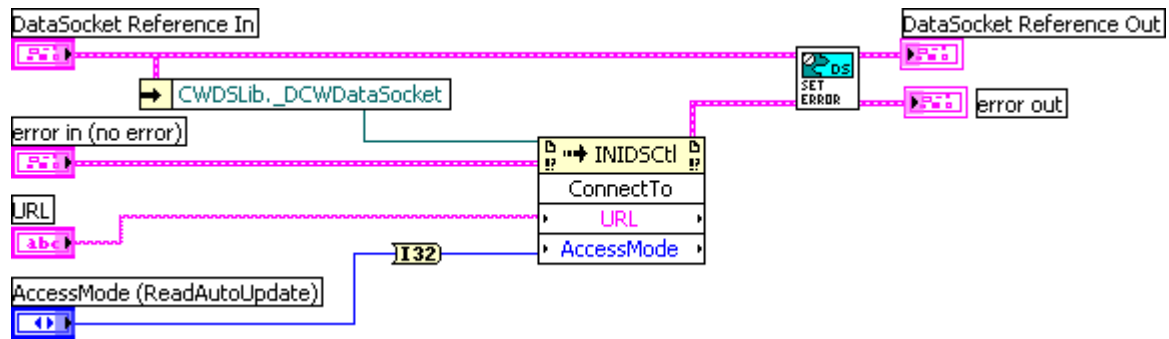 DataSocket Reference In
DataSocket Reference Out
DS
SET
ERROR
CWDSLib._DCWDataSocket
error out
error in (no error)
INIDSCtl
ConnectTo
URL
URL
abc
I32
AccessMode
AccessMode (ReadAutoUpdate)